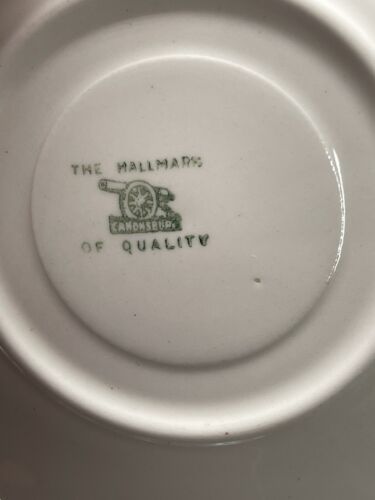 THE HALLMARK
CANONSBURG
OF QUALITY